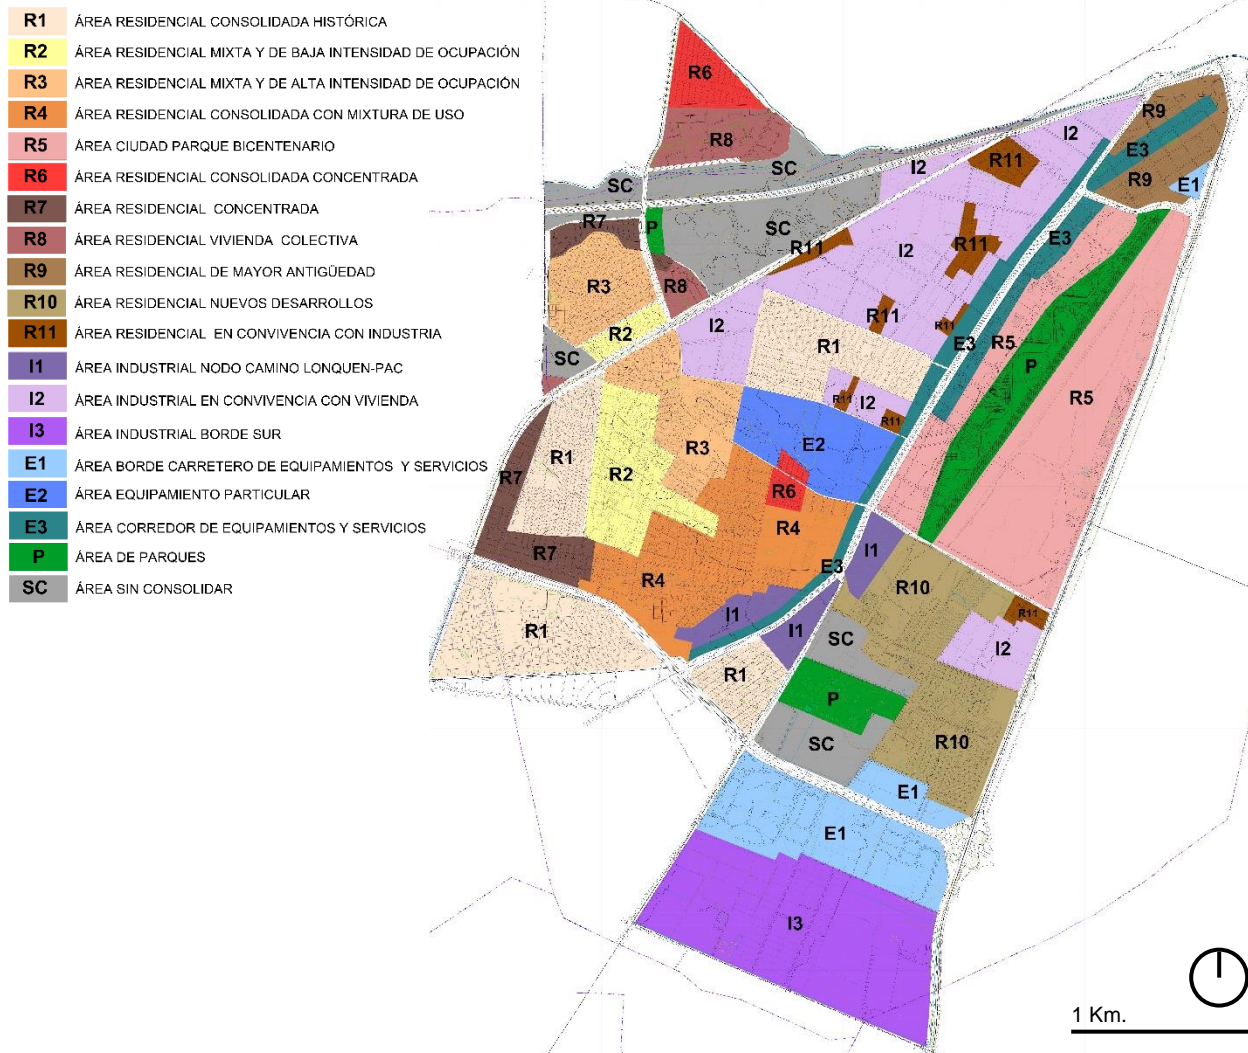 R1 ÁREA RESIDENCIAL CONSOLIDADA HISTÓRICA
R2 ÁREA RESIDENCIAL MIXTA Y DE BAJA INTENSIDAD DE OCUPACIÓN
R3 ÁREA RESIDENCIAL MIXTA Y DE ALTA INTENSIDAD DE OCUPACIÓN
R4 ÁREA RESIDENCIAL CONSOLIDADA CON MIXTURA DE USO
R5 ÁREA CIUDAD PARQUE BICENTENARIO
R6 ÁREA RESIDENCIAL CONSOLIDADA CONCENTRADA
R7 ÁREA RESIDENCIAL CONCENTRADA
R8 ÁREA RESIDENCIAL VIVIENDA COLECTIVA
R9 ÁREA RESIDENCIAL DE MAYOR ANTIGÜEDAD
R10 ÁREA RESIDENCIAL NUEVOS DESARROLLOS
R11 ÁREA RESIDENCIAL EN CONVIVENCIA CON INDUSTRIA
I1 ÁREA INDUSTRIAL NODO CAMINO LONQUEN-PAC
I2 ÁREA INDUSTRIAL EN CONVIVENCIA CON VIVIENDA
I3 ÁREA INDUSTRIAL BORDE SUR
E1 ÁREA BORDE CARRETERO DE EQUIPAMIENTOS Y SERVICIOS
E2 ÁREA EQUIPAMIENTO PARTICULAR
E3 ÁREA CORREDOR DE EQUIPAMIENTOS Y SERVICIOS
P ÁREA DE PARQUES
SC ÁREA SIN CONSOLIDAR
R6
R9
I2
R8
E3
R11
SC
I2
R9
E1
SC
R7
P
SC
E3
R11
R11
I2
R3
R8
R11
I2
R11
R2
R1
E3
R5
SC
P
R11
I2
R5
R11
E2
R3
R1
R2
R7
R6
R4
I1
R7
E3
R4
R10
R11
I1
I1
R1
SC
I2
R1
P
SC
R10
E1
E1
I3
1 Km.